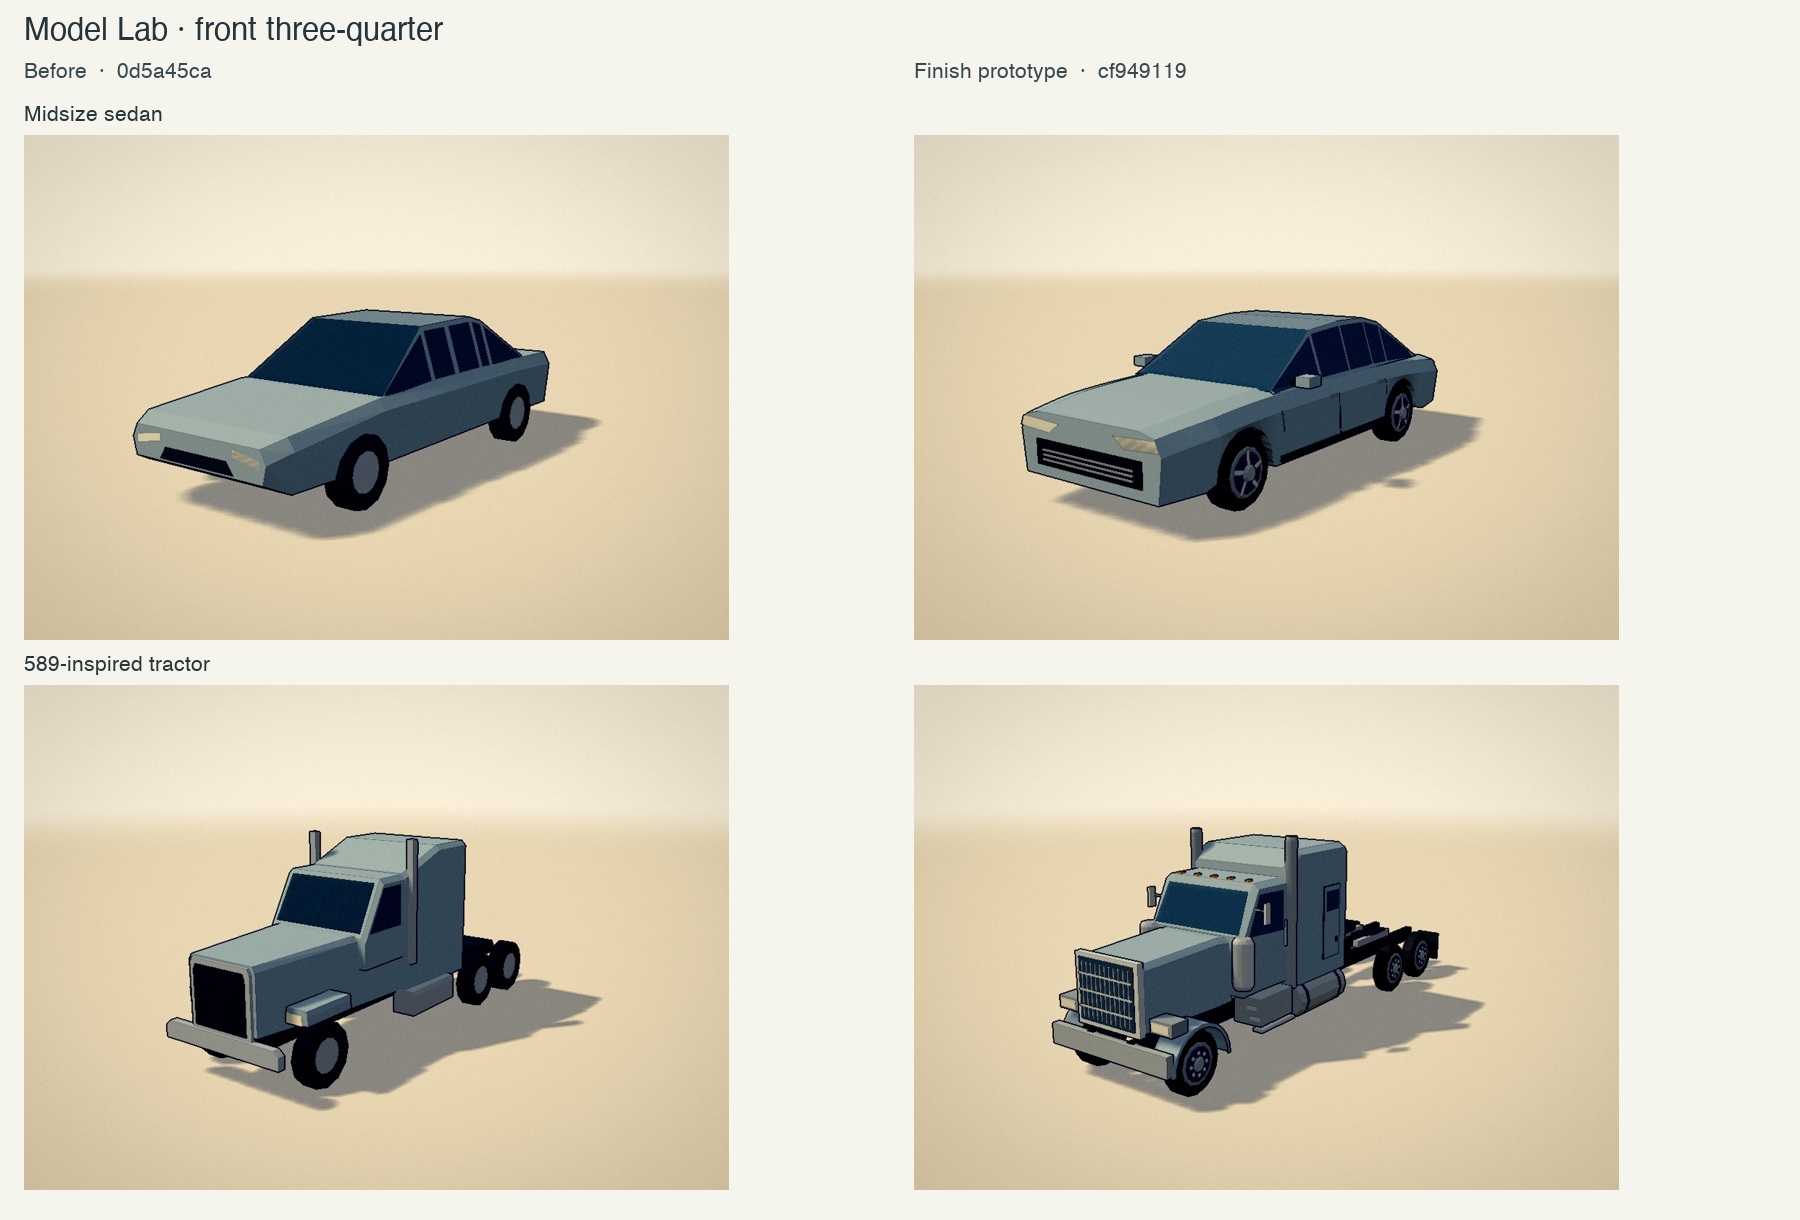 Model Lab · front three-quarter
Before · 0d5a45ca
Finish prototype · cf949119
Midsize sedan
589-inspired tractor